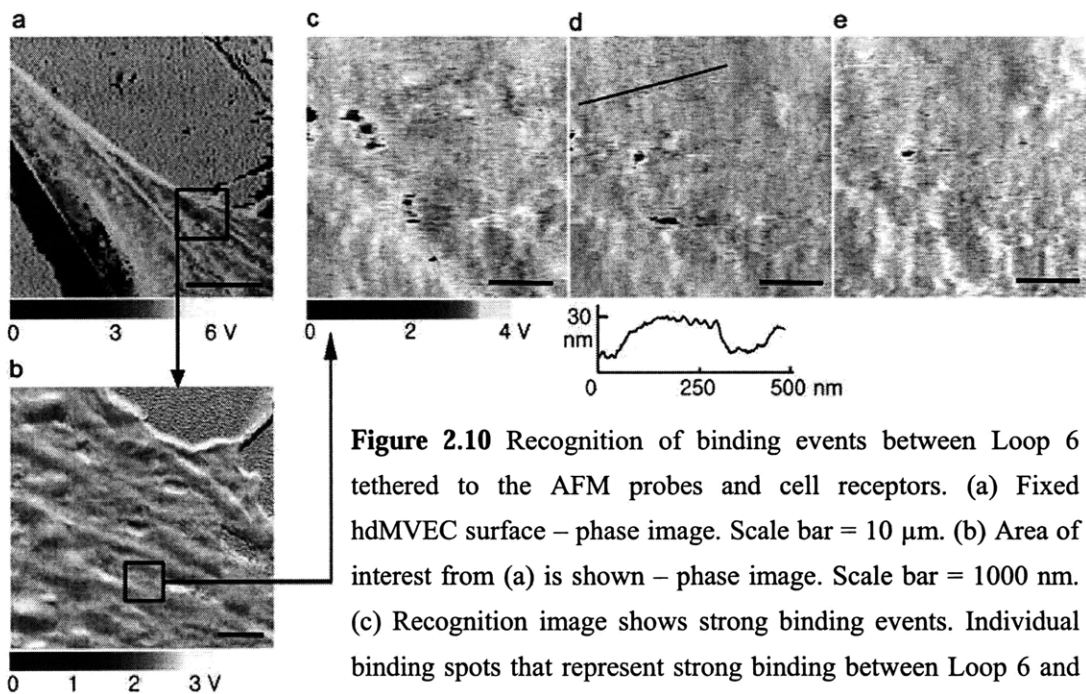 a
c
d
e
0 3 6 V
0 2 4 V
b
30
nm
0 250 500 nm
0 1 2 3 V
Figure 2.10 Recognition of binding events between Loop 6
tethered to the AFM probes and cell receptors. (a) Fixed
hdMVEC surface – phase image. Scale bar = 10 µm. (b) Area of
interest from (a) is shown – phase image. Scale bar = 1000 nm.
(c) Recognition image shows strong binding events. Individual
binding spots that represent strong binding between Loop 6 and